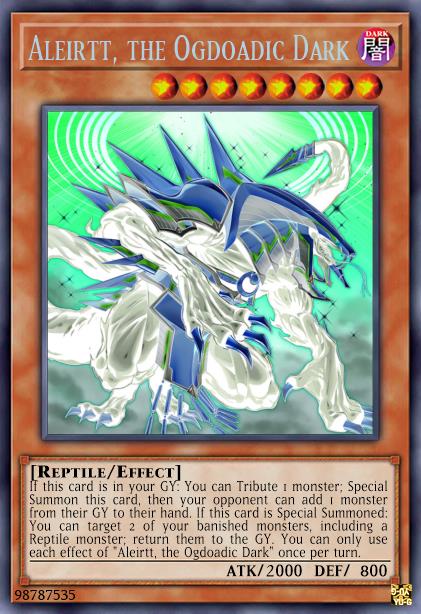 Aleirtt, the Ogdoadic Dark
DARK
闇
[Reptile/Effect]
If this card is in your GY: You can Tribute 1 monster; Special
Summon this card, then your opponent can add 1 monster
from their GY to their hand. If this card is Special Summoned:
You can target 2 of your banished monsters, including a
Reptile monster; return them to the GY. You can only use
each effect of "Aleirtt, the Ogdoadic Dark" once per turn.
ATK/2000 DEF/ 800
98787535